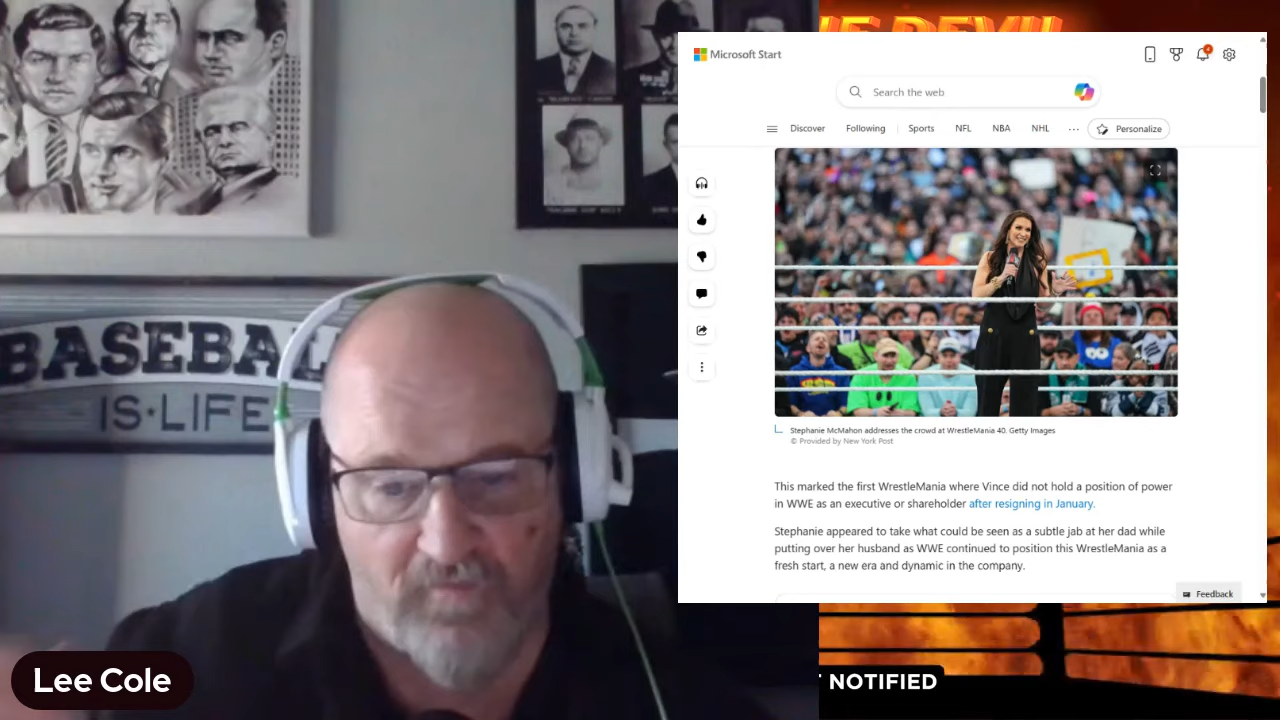 THE DEVIL
Microsoft Start
4
Search the web
Discover
Following
Sports
NFL
NBA
NHL
Personalize
BASEBAL
IS·LIFE
Stephanie McMahon addresses the crowd at WrestleMania 40. Getty Images
© Provided by New York Post
This marked the first WrestleMania where Vince did not hold a position of power
in WWE as an executive or shareholder after resigning in January.
Stephanie appeared to take what could be seen as a subtle jab at her dad while
putting over her husband as WWE continued to position this WrestleMania as a
fresh start, a new era and dynamic in the company.
Feedback
Lee Cole
NOTIFIED